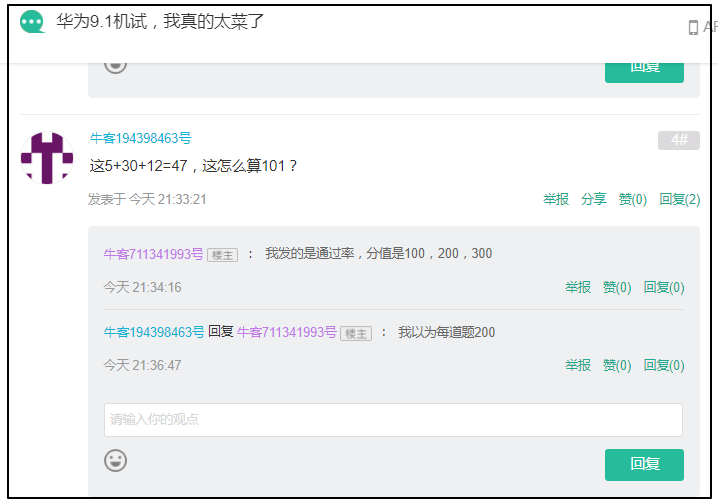 华为9.1机试，我真的太菜了
回复
牛客194398463号
4#
这5+30+12=47，这怎么算101？
发表于 今天 21:33:21 举报 分享 赞(0) 回复(2)
牛客711341993号 楼主 ： 我发的是通过率，分值是100，200，300
今天 21:34:16 举报 赞(0) 回复(0)
牛客194398463号 回复 牛客711341993号 楼主 ： 我以为每道题200
今天 21:36:47 举报 赞(0) 回复(0)
请输入你的观点
回复